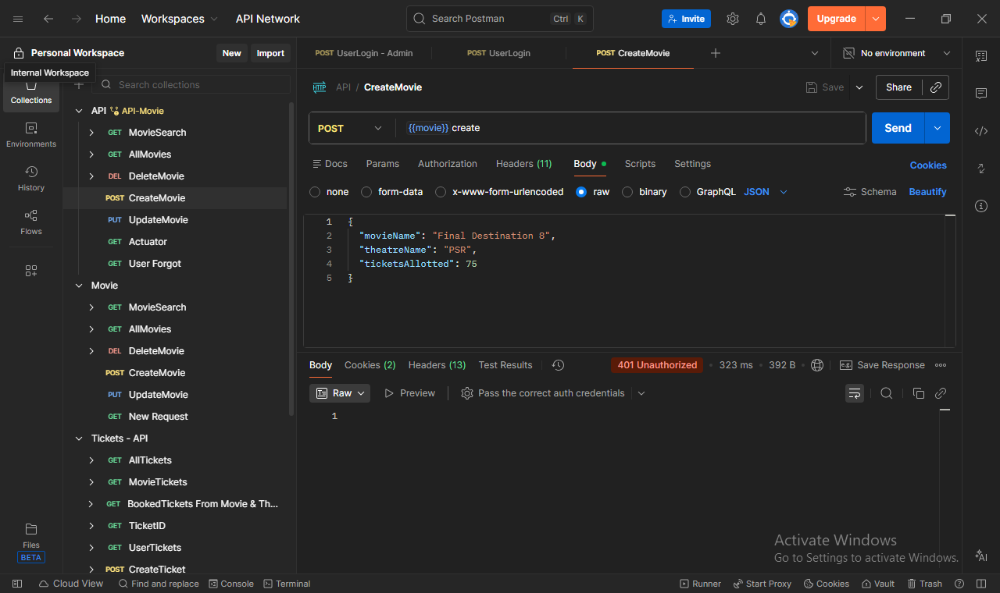 Home Workspaces API Network Search Postman Ctrl K Invite Upgrade
Personal Workspace New Import POST UserLogin - Admin POST UserLogin POST CreateMovie No environment
Internal Workspace
Search collections
Collections
Environments
History
Flows
API API-Movie
GET MovieSearch
GET AllMovies
DEL DeleteMovie
POST CreateMovie
PUT UpdateMovie
GET Actuator
GET User Forgot
Movie
GET MovieSearch
GET AllMovies
DEL DeleteMovie
POST CreateMovie
PUT UpdateMovie
GET New Request
Tickets - API
GET AllTickets
GET MovieTickets
GET BookedTickets From Movie & Th...
GET TicketID
GET UserTickets
POST CreateTicket
Files
BETA
HTTP API / CreateMovie Save Share
POST {{movie}} create Send
Docs Params Authorization Headers (11) Body Scripts Settings Cookies
none form-data x-www-form-urlencoded raw binary GraphQL JSON Schema Beautify
1 {
2 "movieName": "Final Destination 8",
3 "theatreName": "PSR",
4 "ticketsAllotted": 75
5 }
Body Cookies (2) Headers (13) Test Results 401 Unauthorized 323 ms 392 B e.g. Save Response
Raw Preview Pass the correct auth credentials
1
Activate Windows
Go to Settings to activate Windows.
AI
Cloud View Find and replace Console Terminal Runner Start Proxy Cookies Vault Trash